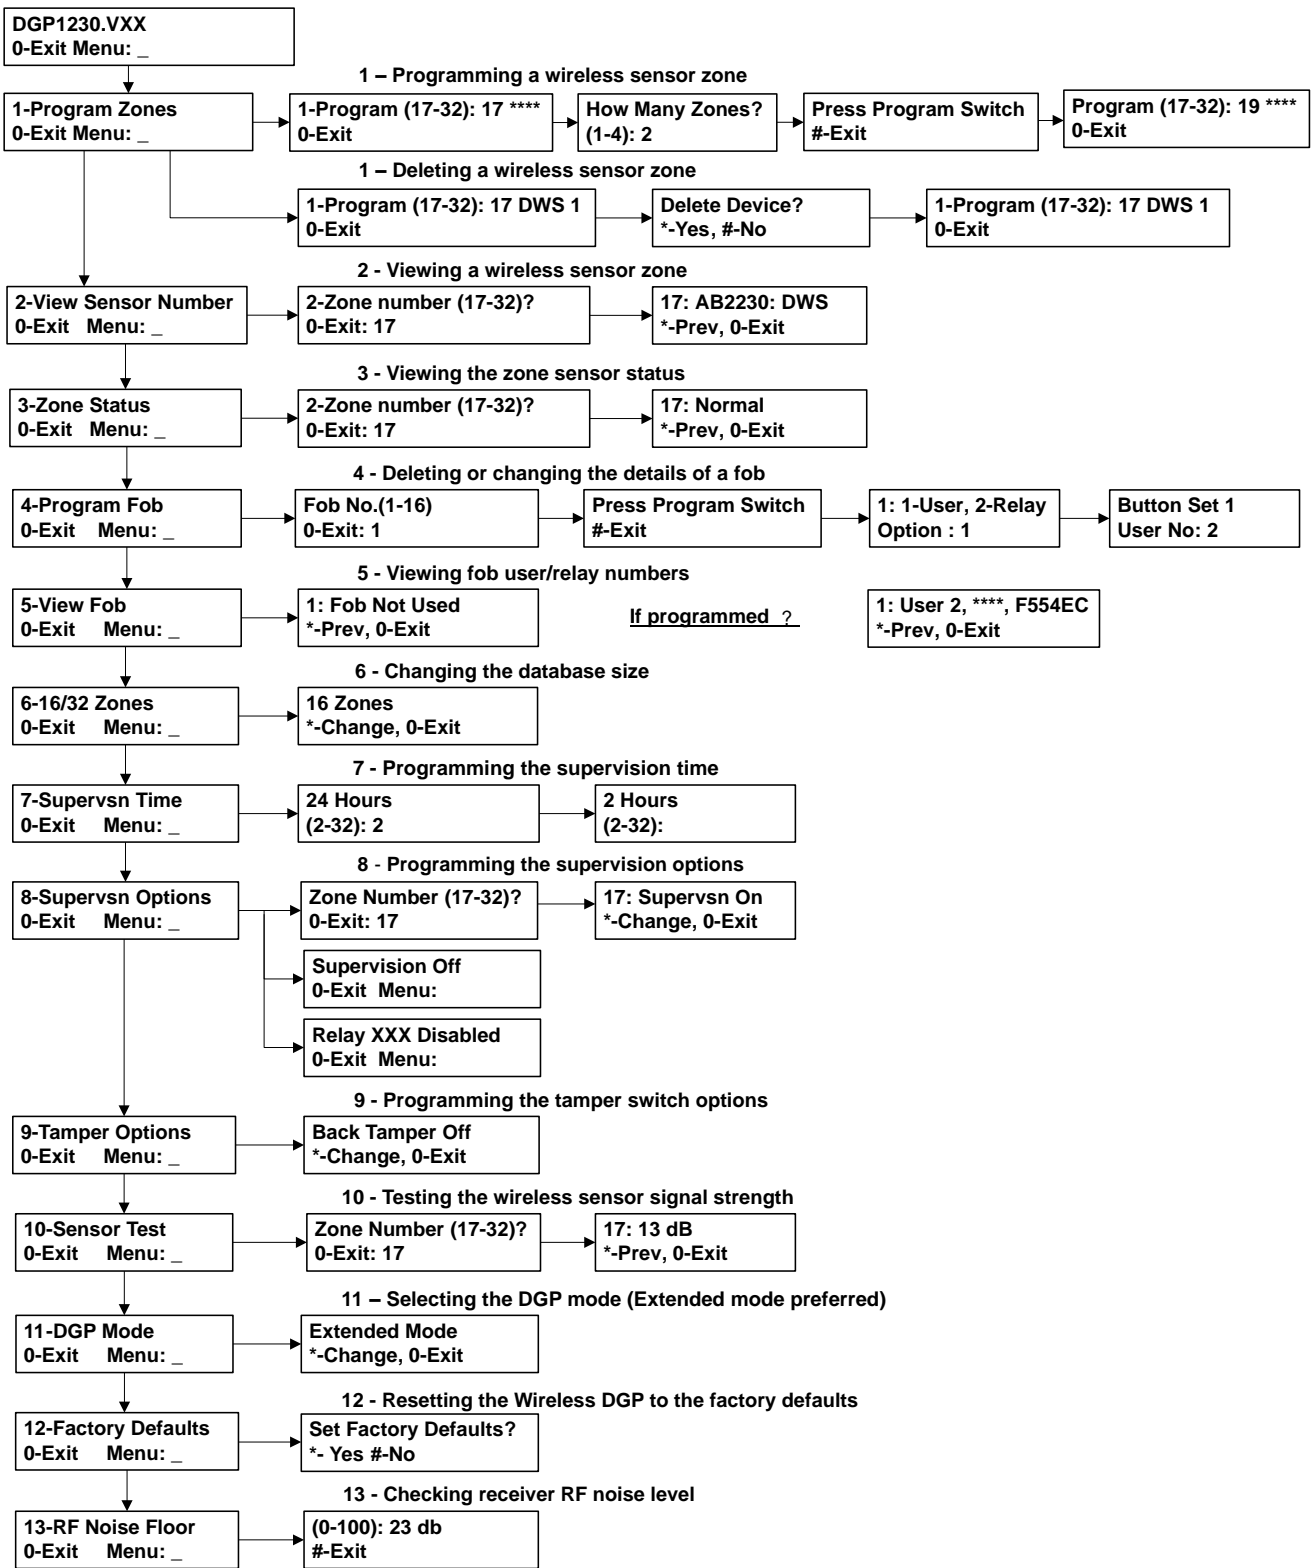 DGP1230.VXX
0-Exit Menu: _
1 – Programming a wireless sensor zone
1-Program Zones
0-Exit Menu: _
1-Program (17-32): 17 ****
0-Exit
How Many Zones?
(1-4): 2
Press Program Switch
#-Exit
Program (17-32): 19 ****
0-Exit
1 – Deleting a wireless sensor zone
1-Program (17-32): 17 DWS 1
0-Exit
Delete Device?
*-Yes, #-No
1-Program (17-32): 17 DWS 1
0-Exit
2 - Viewing a wireless sensor zone
2-View Sensor Number
0-Exit Menu: _
2-Zone number (17-32)?
0-Exit: 17
17: AB2230: DWS
*-Prev, 0-Exit
3 - Viewing the zone sensor status
3-Zone Status
0-Exit Menu: _
2-Zone number (17-32)?
0-Exit: 17
17: Normal
*-Prev, 0-Exit
4 - Deleting or changing the details of a fob
4-Program Fob
0-Exit Menu: _
Fob No.(1-16)
0-Exit: 1
Press Program Switch
#-Exit
1: 1-User, 2-Relay
Option : 1
Button Set 1
User No: 2
5 - Viewing fob user/relay numbers
5-View Fob
0-Exit Menu: _
1: Fob Not Used
*-Prev, 0-Exit
If programmed ?
1: User 2, ****, F554EC
*-Prev, 0-Exit
6 - Changing the database size
6-16/32 Zones
0-Exit Menu: _
16 Zones
*-Change, 0-Exit
7 - Programming the supervision time
7-Supervsn Time
0-Exit Menu: _
24 Hours
(2-32): 2
2 Hours
(2-32):
8 - Programming the supervision options
8-Supervsn Options
0-Exit Menu: _
Zone Number (17-32)?
0-Exit: 17
17: Supervsn On
*-Change, 0-Exit
Supervision Off
0-Exit Menu:
Relay XXX Disabled
0-Exit Menu:
9 - Programming the tamper switch options
9-Tamper Options
0-Exit Menu: _
Back Tamper Off
*-Change, 0-Exit
10 - Testing the wireless sensor signal strength
10-Sensor Test
0-Exit Menu: _
Zone Number (17-32)?
0-Exit: 17
17: 13 dB
*-Prev, 0-Exit
11 – Selecting the DGP mode (Extended mode preferred)
11-DGP Mode
0-Exit Menu: _
Extended Mode
*-Change, 0-Exit
12 - Resetting the Wireless DGP to the factory defaults
12-Factory Defaults
0-Exit Menu: _
Set Factory Defaults?
*- Yes #-No
13 - Checking receiver RF noise level
13-RF Noise Floor
0-Exit Menu: _
(0-100): 23 db
#-Exit